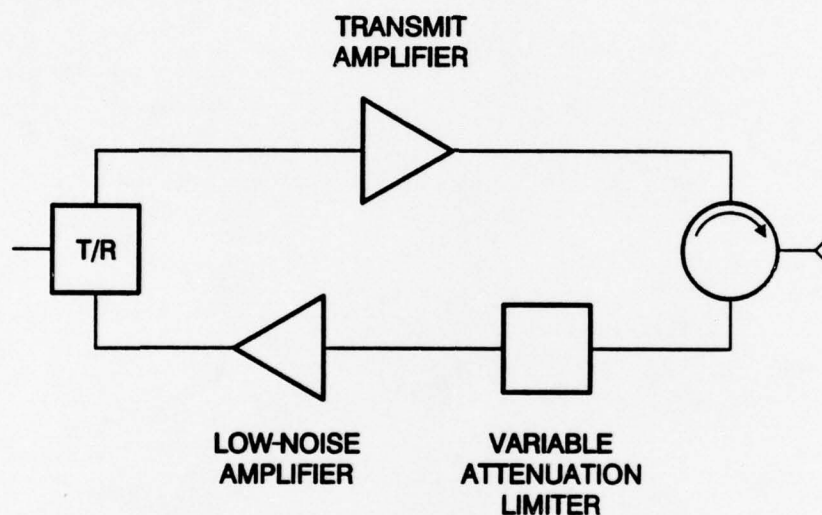 TRANSMIT
AMPLIFIER
T/R
LOW-NOISE
AMPLIFIER
VARIABLE
ATTENUATION
LIMITER